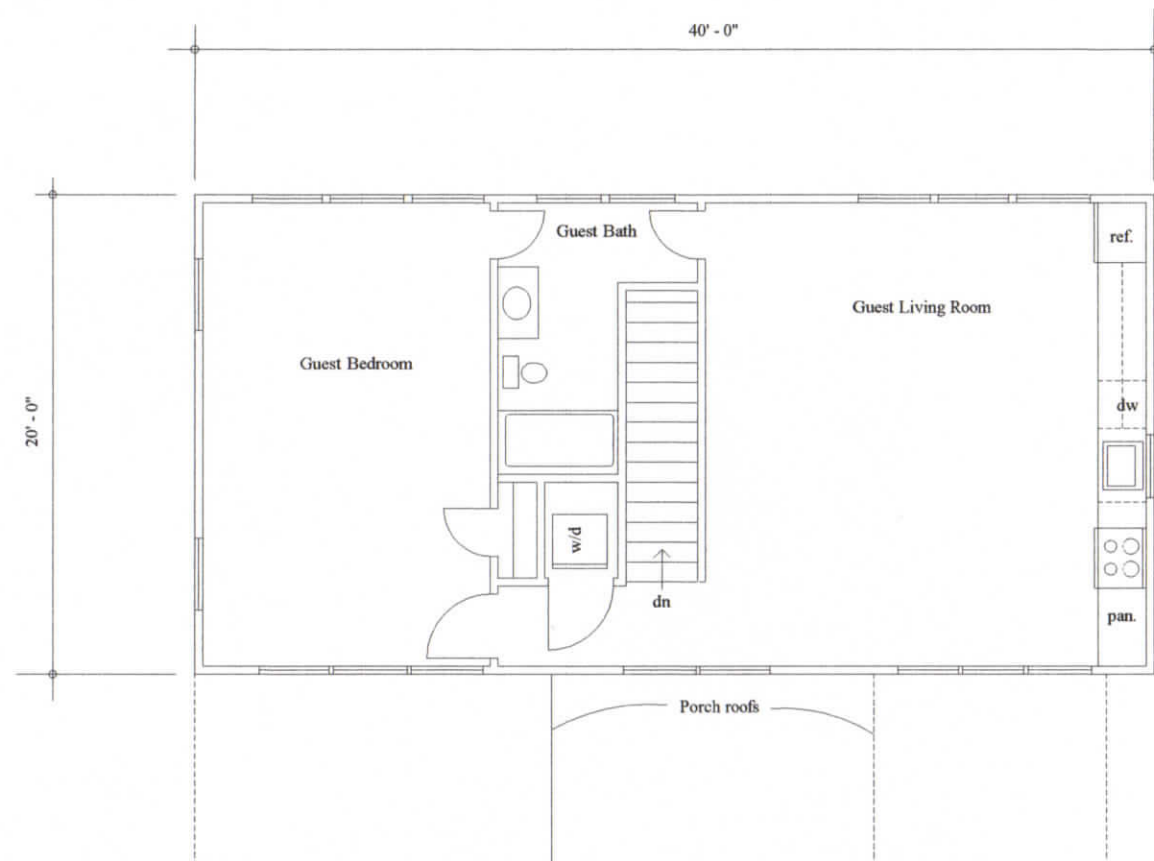 40' - 0"
Guest Bath
ref.
Guest Living Room
Guest Bedroom
20' - 0"
dw
w/d
dn
pan.
Porch roofs